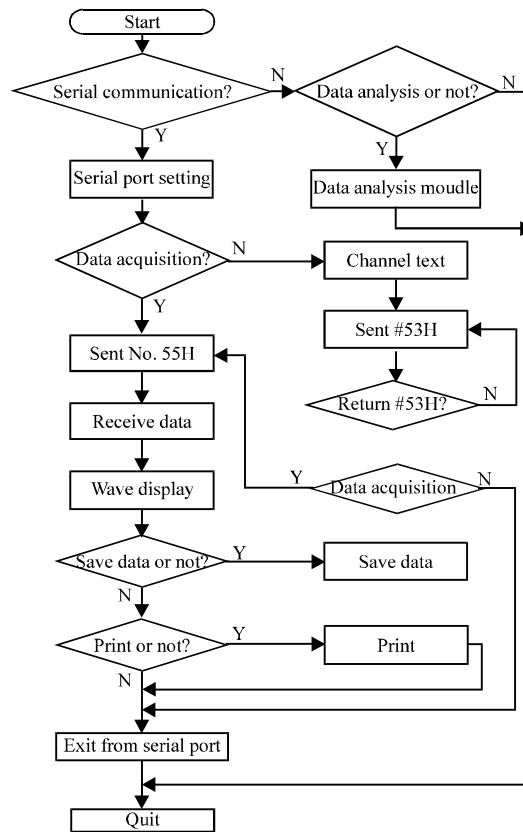 Start
Serial communication?
N
Data analysis or not?
N
Y
Y
Serial port setting
Data analysis moudle
Data acquisition?
N
Channel text
Y
Sent No. 55H
Sent #53H
Return #53H?
N
Receive data
Wave display
Y
Data acquisition
N
Save data or not?
Y
Save data
N
Print or not?
Y
Print
N
Exit from serial port
Quit